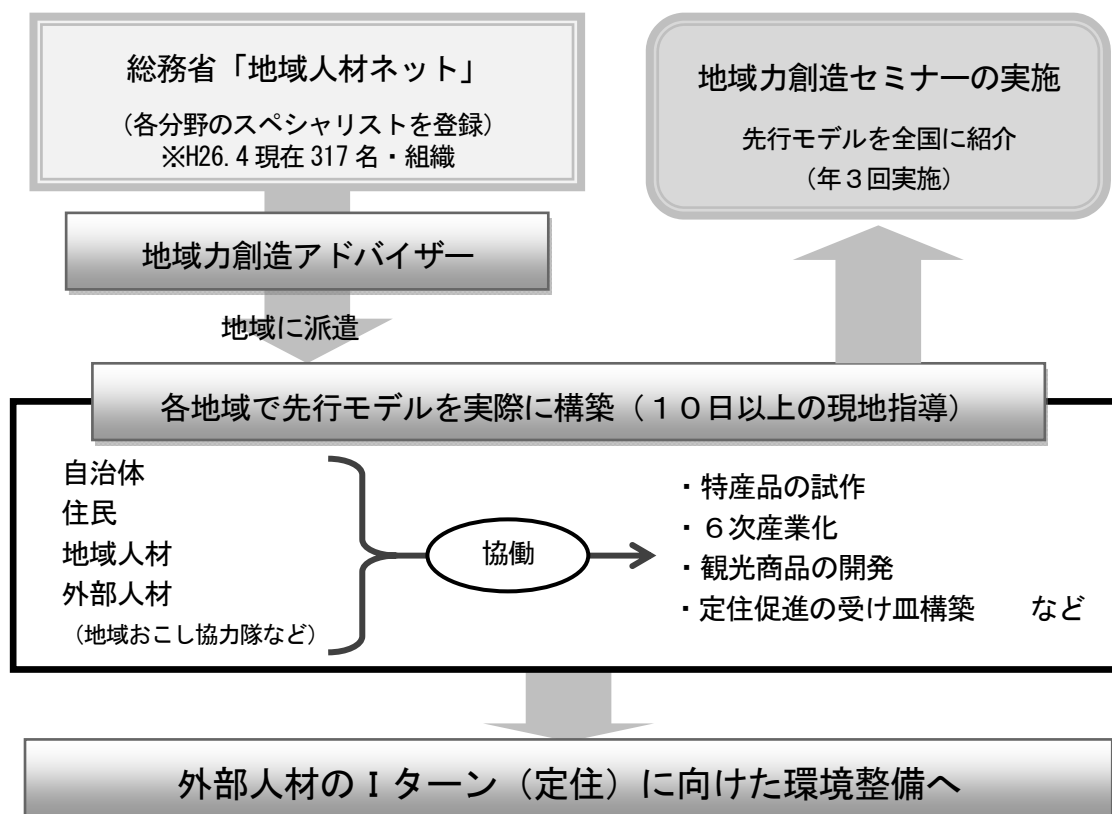 総務省「地域人材ネット」
（各分野のスペシャリストを登録）
※H26.4 現在 317 名・組織
地域力創造セミナーの実施
先行モデルを全国に紹介
（年３回実施）
地域力創造アドバイザー
地域に派遣
各地域で先行モデルを実際に構築（１０日以上の現地指導）
自治体
住民
地域人材
外部人材
（地域おこし協力隊など）
協働
・特産品の試作
・６次産業化
・観光商品の開発
・定住促進の受け皿構築　　など
外部人材のＩターン（定住）に向けた環境整備へ